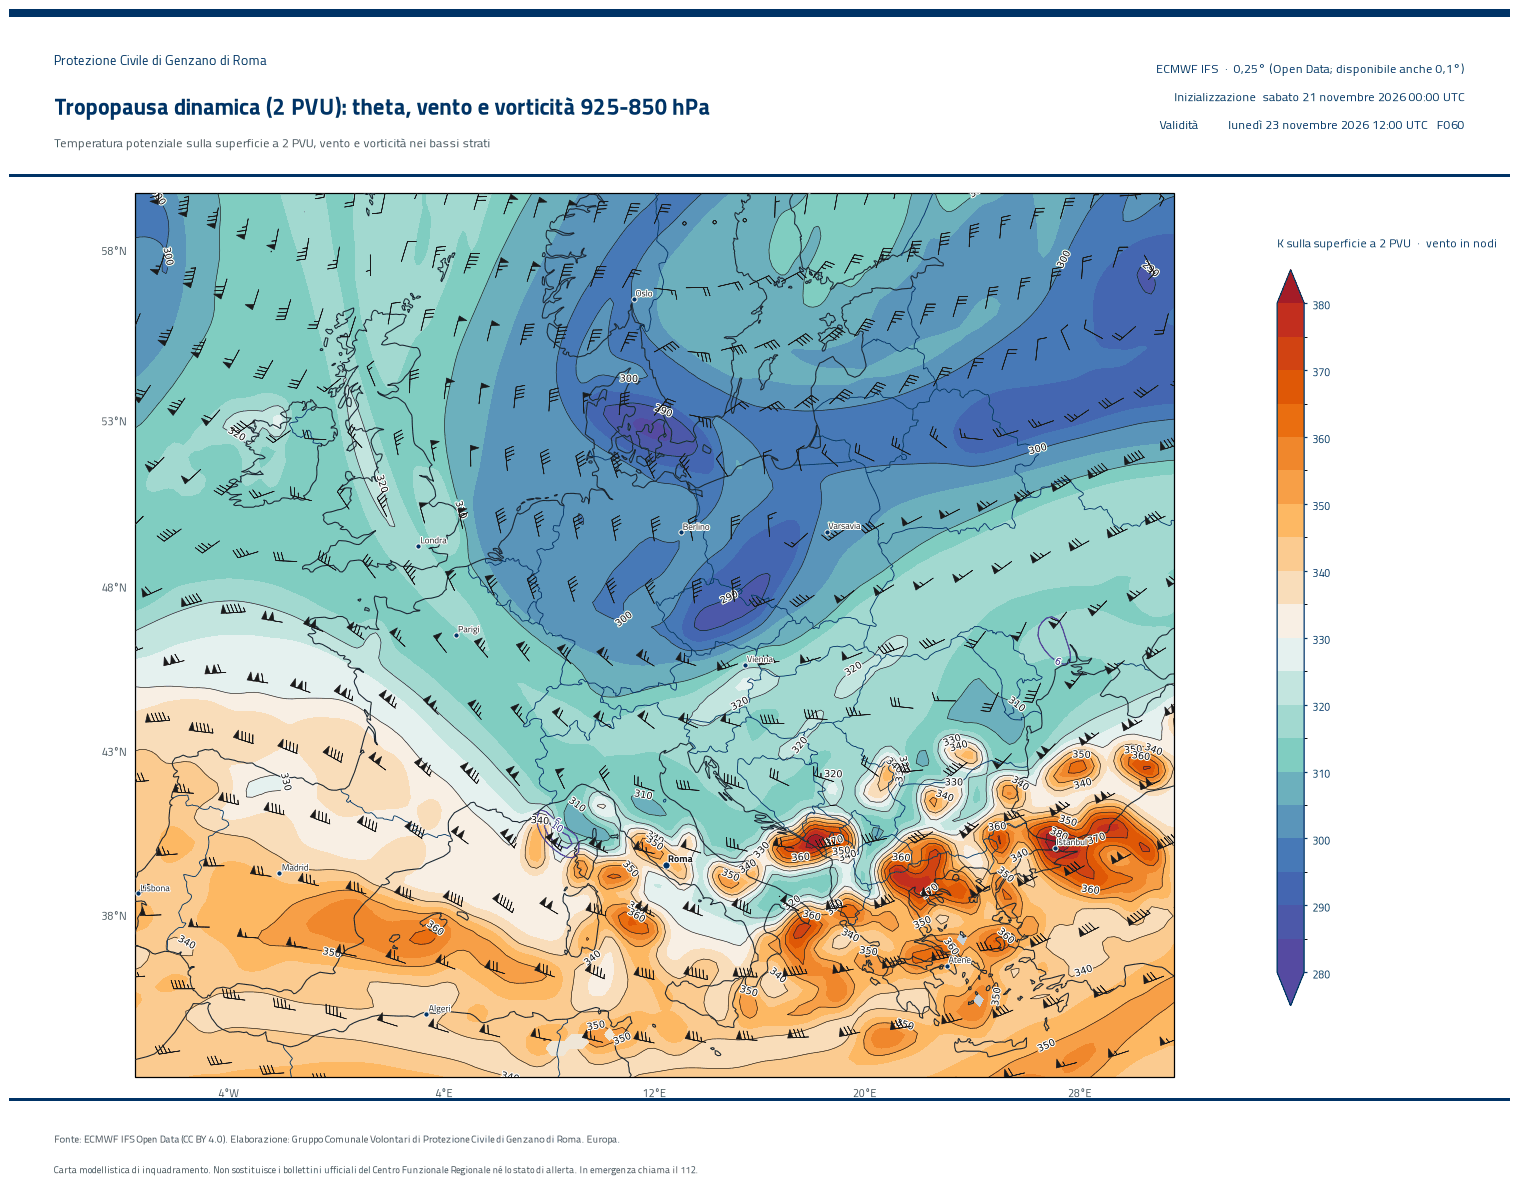 Protezione Civile di Genzano di Roma
Tropopausa dinamica (2 PVU): theta, vento e vorticità 925-850 hPa
Temperatura potenziale sulla superficie a 2 PVU, vento e vorticità nei bassi strati
ECMWF IFS · 0,25° (Open Data; disponibile anche 0,1°)
Inizializzazione sabato 21 novembre 2026 00:00 UTC
Validità lunedì 23 novembre 2026 12:00 UTC F060
K sulla superficie a 2 PVU · vento in nodi
380
370
360
350
340
330
320
310
300
290
280
58°N
53°N
48°N
43°N
38°N
4°W
4°E
12°E
20°E
28°E
Oslo
Londra
Berlino
Varsavia
Parigi
Vienna
Madrid
Lisbona
Roma
Istanbul
Atene
Algeri
Fonte: ECMWF IFS Open Data (CC BY 4.0). Elaborazione: Gruppo Comunale Volontari di Protezione Civile di Genzano di Roma. Europa.
Carta modellistica di inquadramento. Non sostituisce i bollettini ufficiali del Centro Funzionale Regionale né lo stato di allerta. In emergenza chiama il 112.